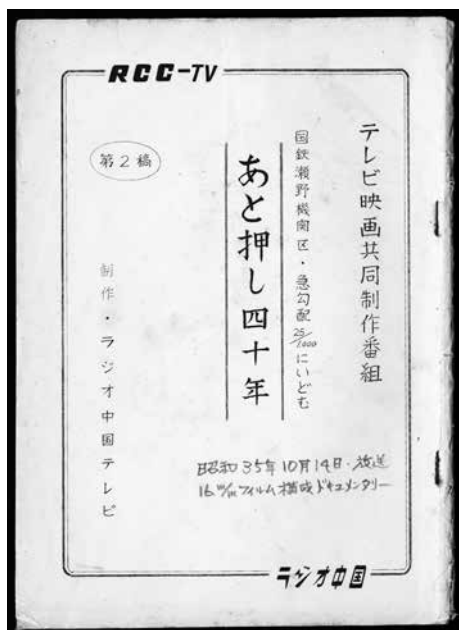 RCC-TV
テレビ映画共同制作番組
国鉄瀬野機関区・急勾配25/1000にいどむ
あと押し四十年
第2稿
制作・ラジオ中国テレビ
昭和35年10月14日・放送
16m/mフィルム構成ドキュメンタリー
ラジオ中国